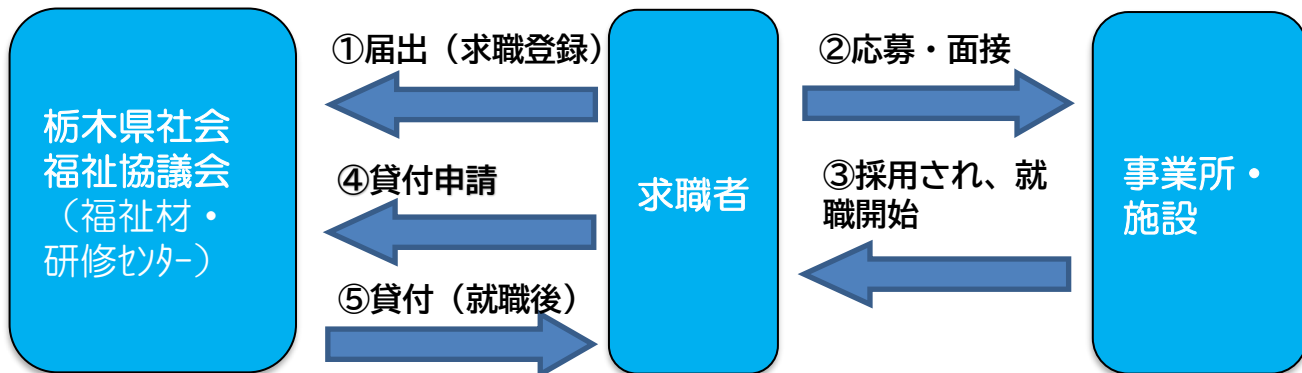 栃木県社会
福祉協議会
（福祉材・
研修ｾﾝﾀｰ）
①届出（求職登録）
④貸付申請
⑤貸付（就職後）
求職者
②応募・面接
③採用され、就
職開始
事業所・
施設